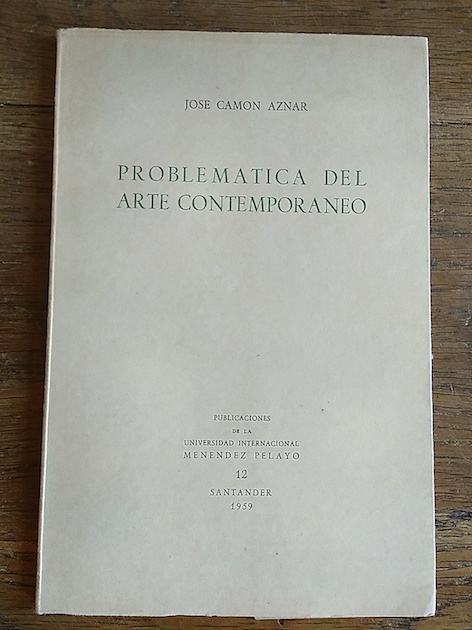 JOSE CAMON AZNAR
PROBLEMATICA DEL
ARTE CONTEMPORANEO
PUBLICACIONES
DE LA
UNIVERSIDAD INTERNACIONAL
MENENDEZ PELAYO
12
SANTANDER
1959